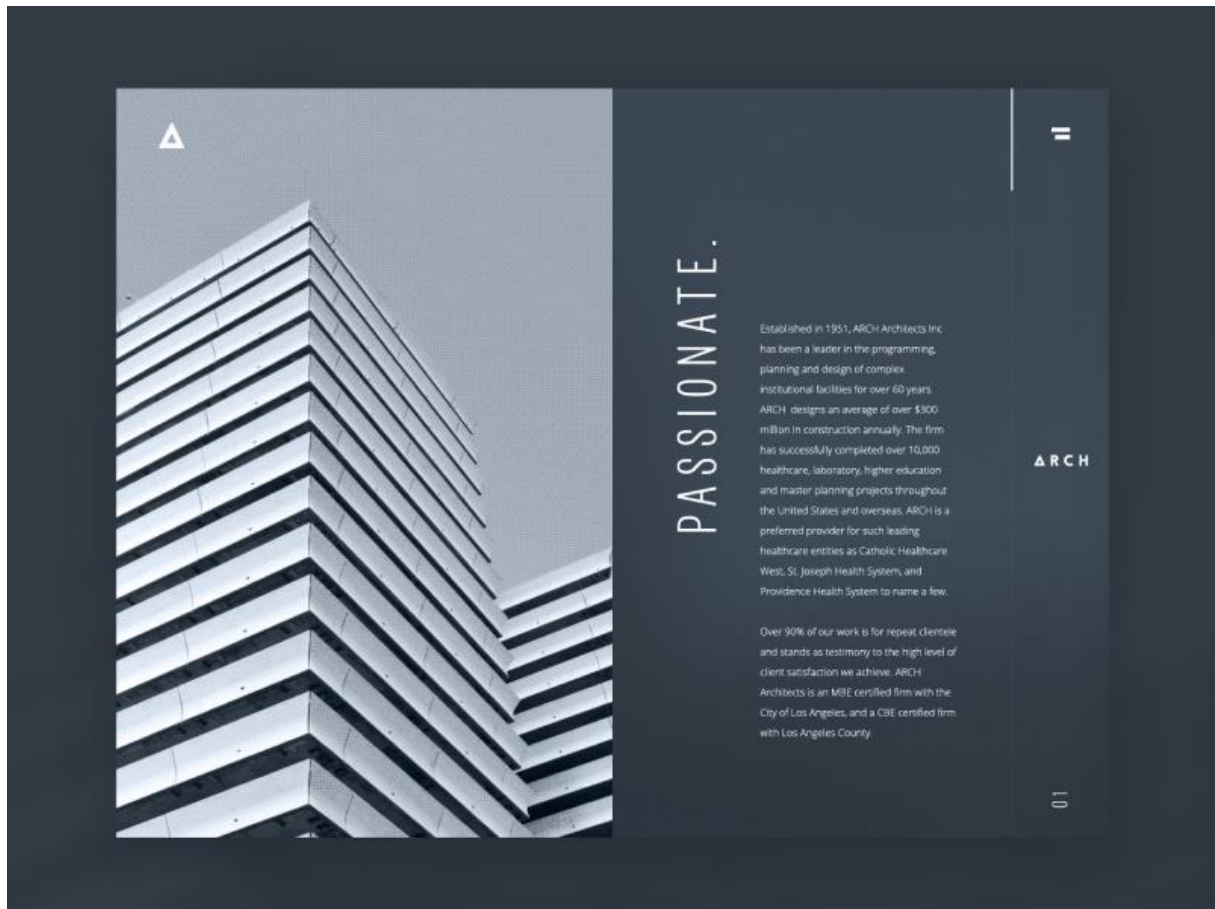 PASSIONATE.
Established in 1951, ARCH Architects Inc
has been a leader in the programming,
planning and design of complex
institutional facilities for over 60 years.
ARCH designs an average of over $300
million in construction annually. The firm
has successfully completed over 10,000
healthcare, laboratory, higher education
and master planning projects throughout
the United States and overseas. ARCH is a
preferred provider for such leading
healthcare entities as Catholic Healthcare
West, St. Joseph Health System, and
Providence Health System to name a few.
Over 90% of our work is for repeat clientele
and stands as testimony to the high level of
client satisfaction we achieve. ARCH
Architects is an MBE certified firm with the
City of Los Angeles, and a CBE certified firm
with Los Angeles County.
ARCH
01